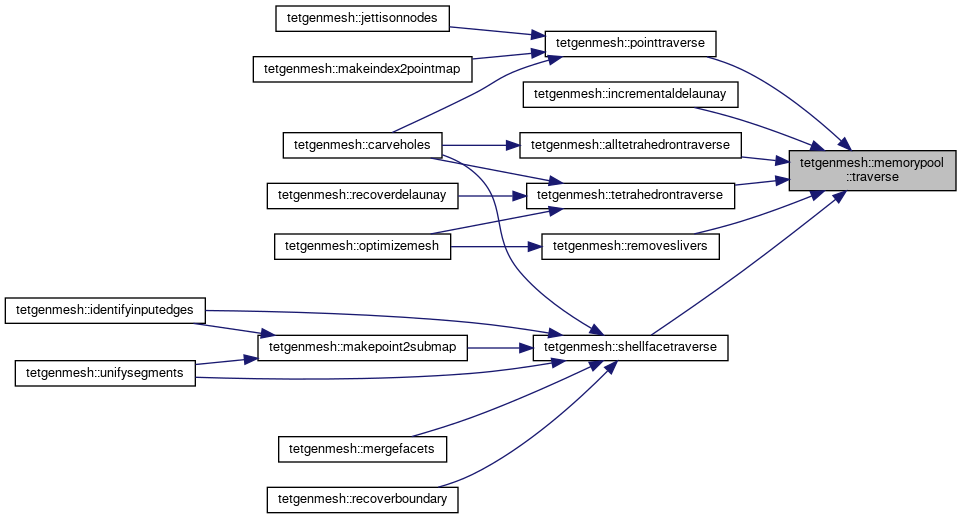 tetgenmesh::jettisonnodes
tetgenmesh::pointtraverse
tetgenmesh::makeindex2pointmap
tetgenmesh::incrementaldelaunay
tetgenmesh::carveholes
tetgenmesh::alltetrahedrontraverse
tetgenmesh::memorypool
::traverse
tetgenmesh::recoverdelaunay
tetgenmesh::tetrahedrontraverse
tetgenmesh::optimizemesh
tetgenmesh::removeslivers
tetgenmesh::identifyinputedges
tetgenmesh::makepoint2submap
tetgenmesh::shellfacetraverse
tetgenmesh::unifysegments
tetgenmesh::mergefacets
tetgenmesh::recoverboundary